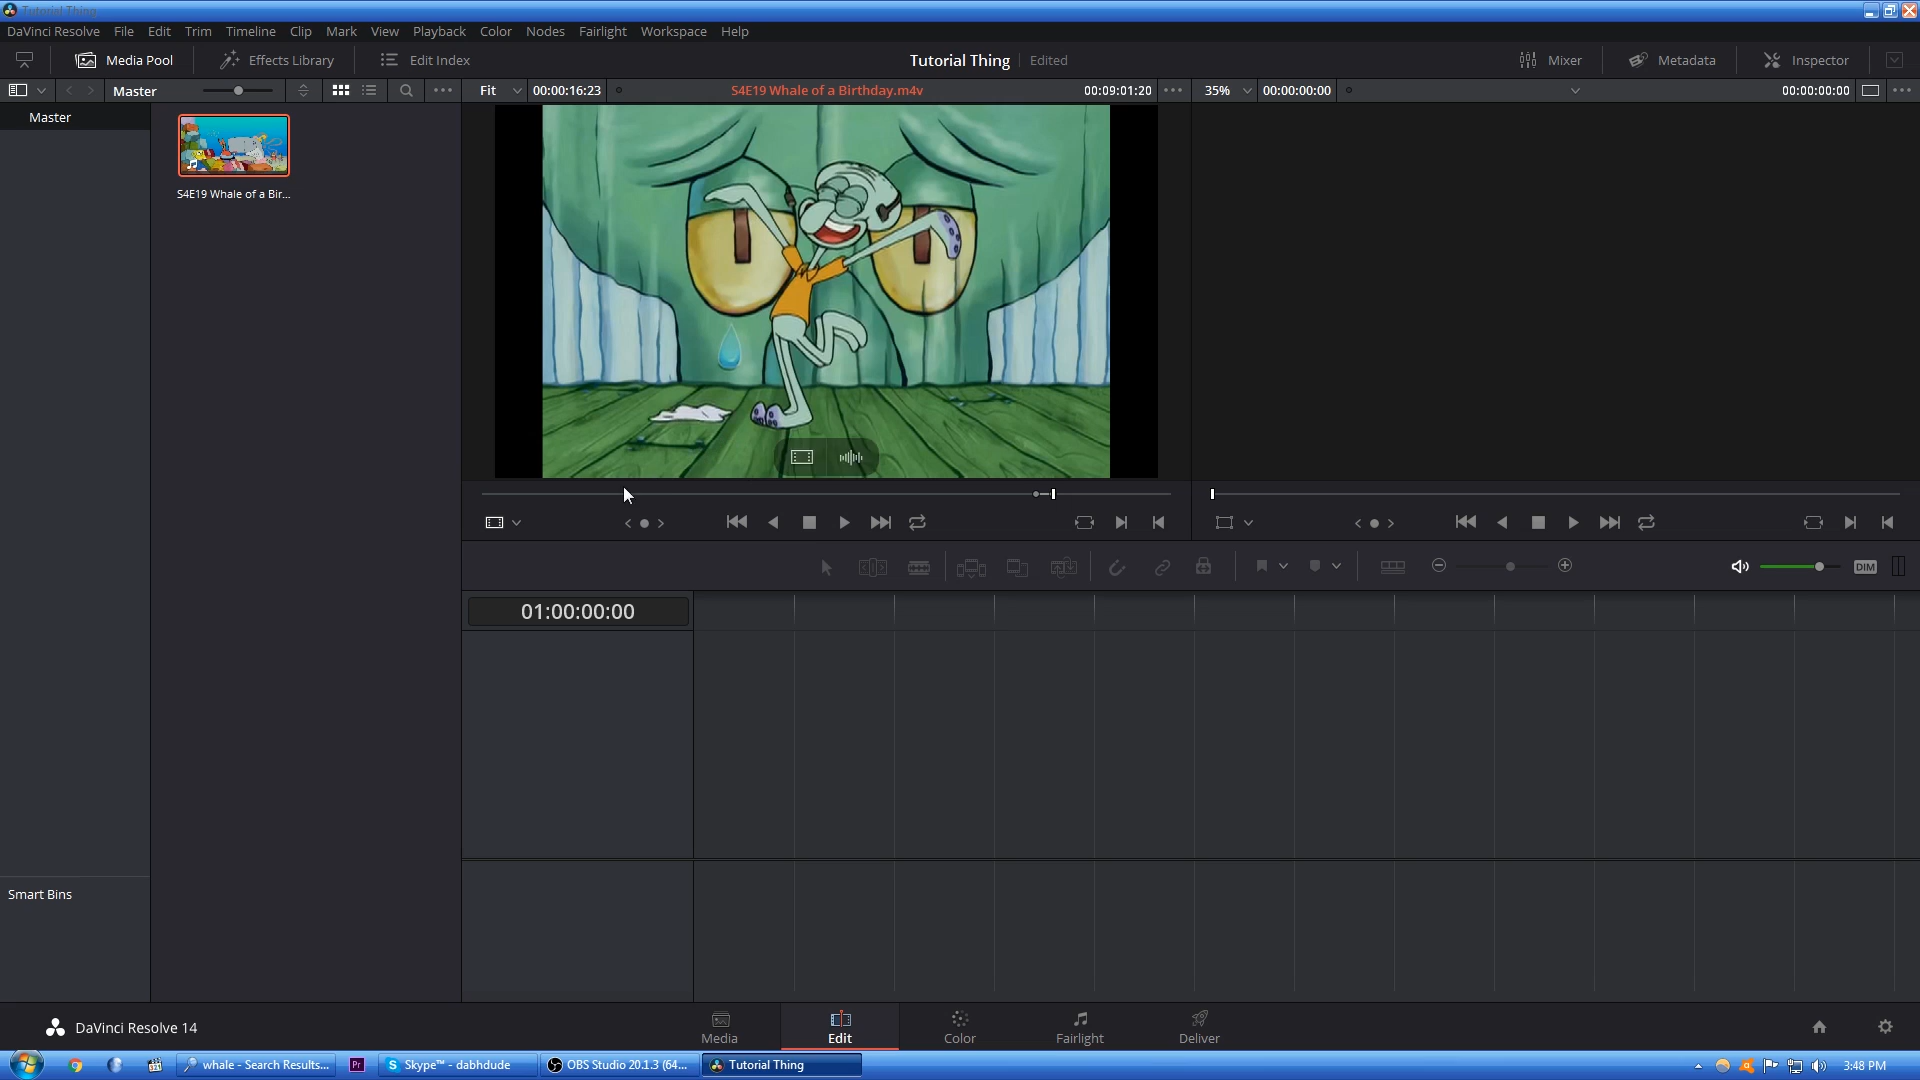 Tutorial Thing
DaVinci Resolve File Edit Trim Timeline Clip Mark View Playback Color Nodes Fairlight Workspace Help
Media Pool Effects Library Edit Index Tutorial Thing Edited Mixer Metadata Inspector
Master Fit 00:00:16:23 S4E19 Whale of a Birthday.m4v 00:09:01:20 35% 00:00:00:00 00:00:00:00
Master
S4E19 Whale of a Bir...
DIM
01:00:00:00
Smart Bins
DaVinci Resolve 14
Media Edit Color Fairlight Deliver
whale - Search Results... Pr Skype™ - dabhdude OBS Studio 20.1.3 (64... Tutorial Thing 3:48 PM